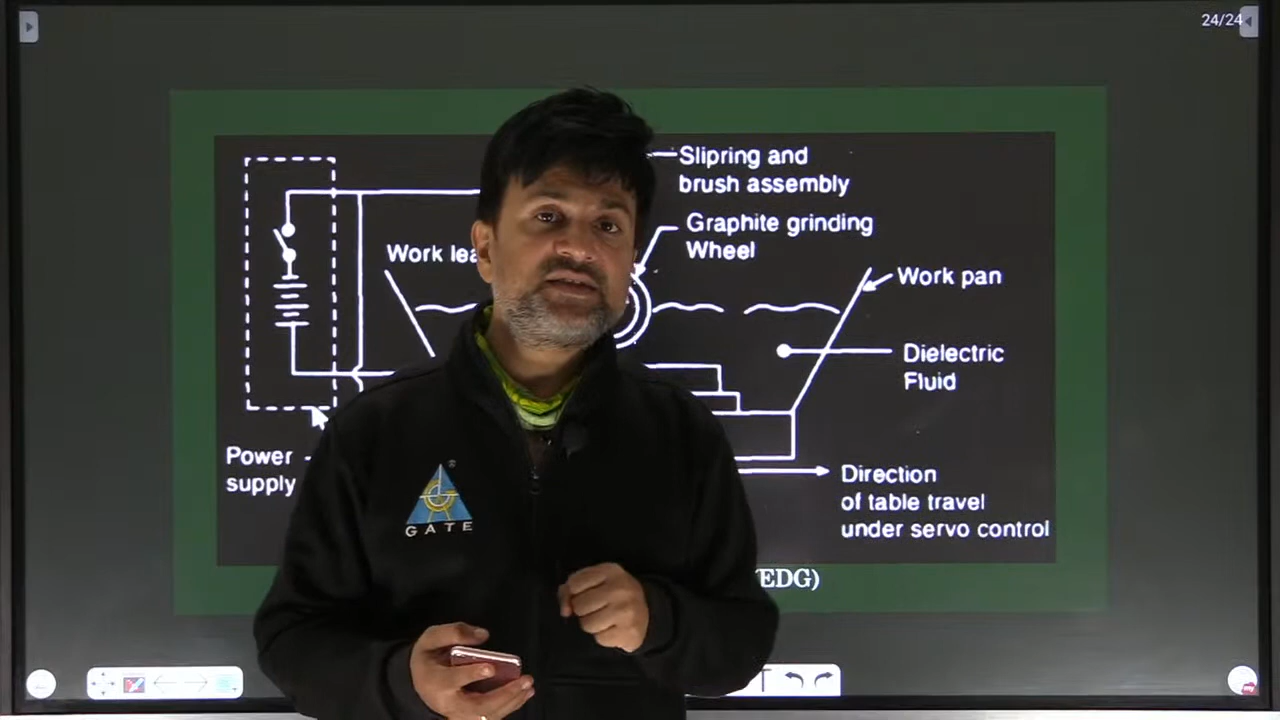 24/24
Slipring and
brush assembly
Graphite grinding
Wheel
Work
Work pan
Dielectric
Fluid
Power
supply
Direction
of table travel
under servo control
(EDG)
GATE